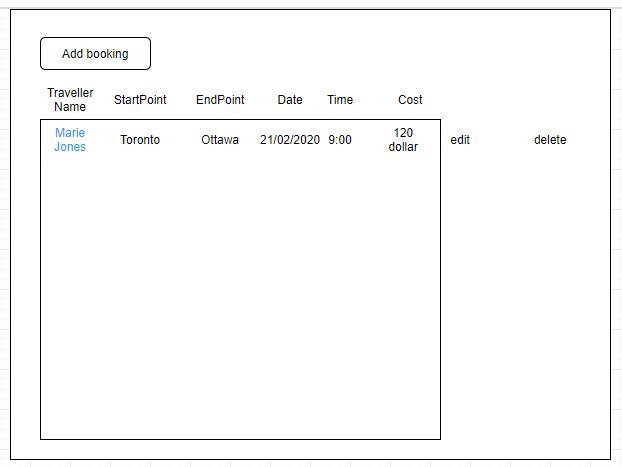 Add booking
Traveller Name StartPoint EndPoint Date Time Cost
Marie Jones Toronto Ottawa 21/02/2020 9:00 120 dollar edit delete